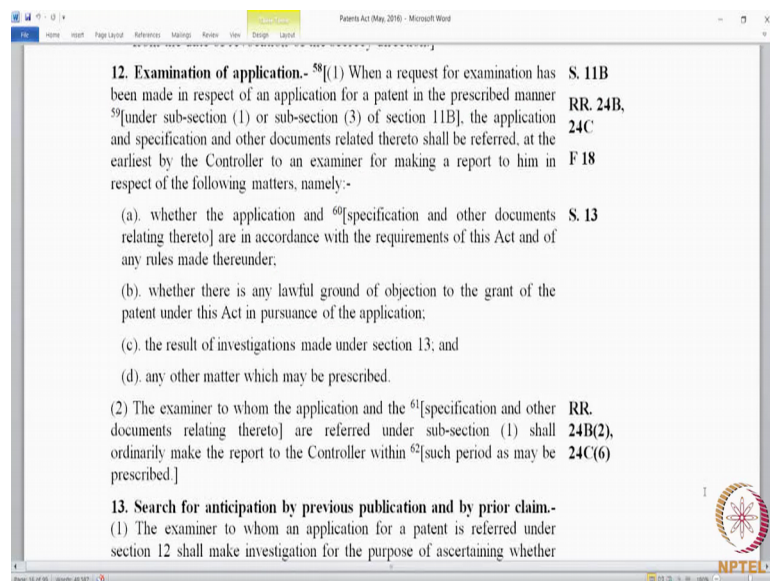 Patents Act (May, 2016) - Microsoft Word
File Home Insert Page Layout References Mailings Review View Design Layout
12. Examination of application.- 58[(1) When a request for examination has S. 11B
been made in respect of an application for a patent in the prescribed manner RR. 24B,
59[under sub-section (1) or sub-section (3) of section 11B], the application 24C
and specification and other documents related thereto shall be referred, at the
earliest by the Controller to an examiner for making a report to him in F 18
respect of the following matters, namely:-
(a). whether the application and 60[specification and other documents S. 13
relating thereto] are in accordance with the requirements of this Act and of
any rules made thereunder;
(b). whether there is any lawful ground of objection to the grant of the
patent under this Act in pursuance of the application;
(c). the result of investigations made under section 13; and
(d). any other matter which may be prescribed.
(2) The examiner to whom the application and the 61[specification and other RR.
documents relating thereto] are referred under sub-section (1) shall 24B(2),
ordinarily make the report to the Controller within 62[such period as may be 24C(6)
prescribed.]
13. Search for anticipation by previous publication and by prior claim.-
(1) The examiner to whom an application for a patent is referred under
section 12 shall make investigation for the purpose of ascertaining whether
NPTEL